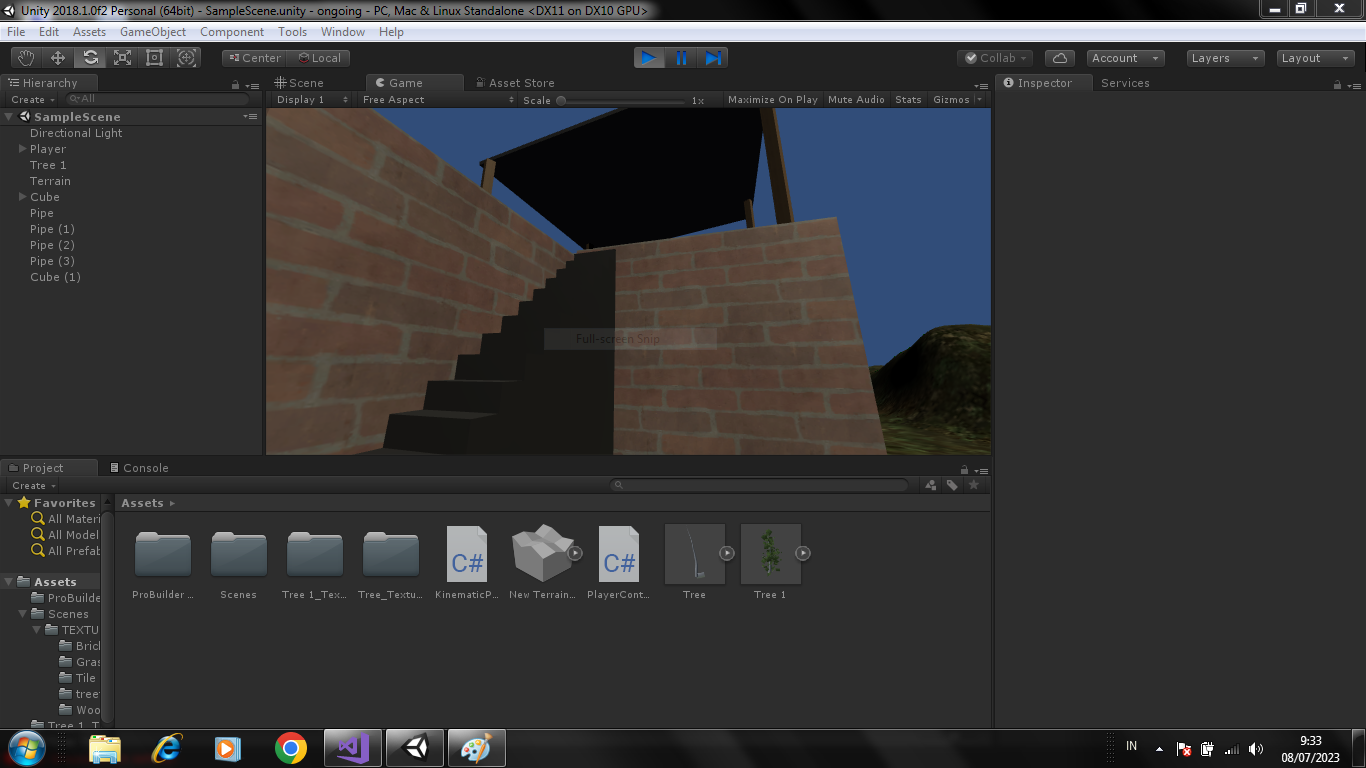 Unity 2018.1.0f2 Personal (64bit) - SampleScene.unity - ongoing - PC, Mac & Linux Standalone <DX11 on DX10 GPU>
File Edit Assets GameObject Component Tools Window Help
Center Local Collab Account Layers Layout
Hierarchy Scene Game Asset Store Inspector Services
Create All Display 1 Free Aspect Scale 1x Maximize On Play Mute Audio Stats Gizmos
SampleScene
Directional Light
Player
Tree 1
Terrain
Cube
Pipe
Pipe (1)
Pipe (2)
Pipe (3)
Cube (1)
Full-screen Snip
Project Console
Create
Favorites
All Materi
All Model
All Prefab
Assets
ProBuilde
Scenes
TEXTU
Bric
Gras
Tile
tree
Woo
Tree 1_T
Assets
C# C#
ProBuilder ... Scenes Tree 1_Tex... Tree_Textu... KinematicP... New Terrain... PlayerCont... Tree Tree 1
IN 9:33
08/07/2023